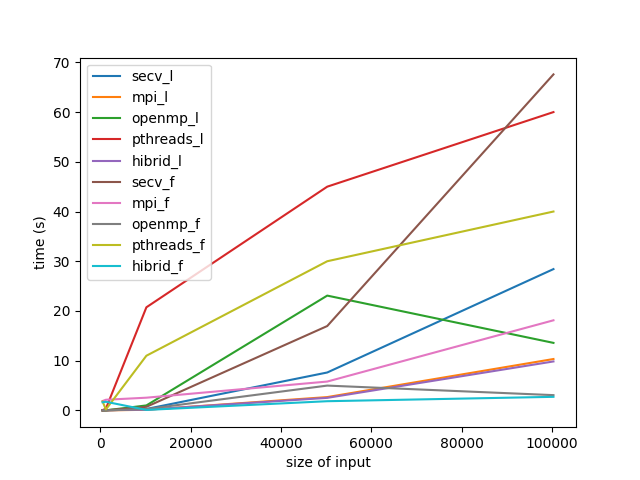 70
60
50
40
30
20
10
0
time (s)
secv_l
mpi_l
openmp_l
pthreads_l
hibrid_l
secv_f
mpi_f
openmp_f
pthreads_f
hibrid_f
0 20000 40000 60000 80000 100000
size of input